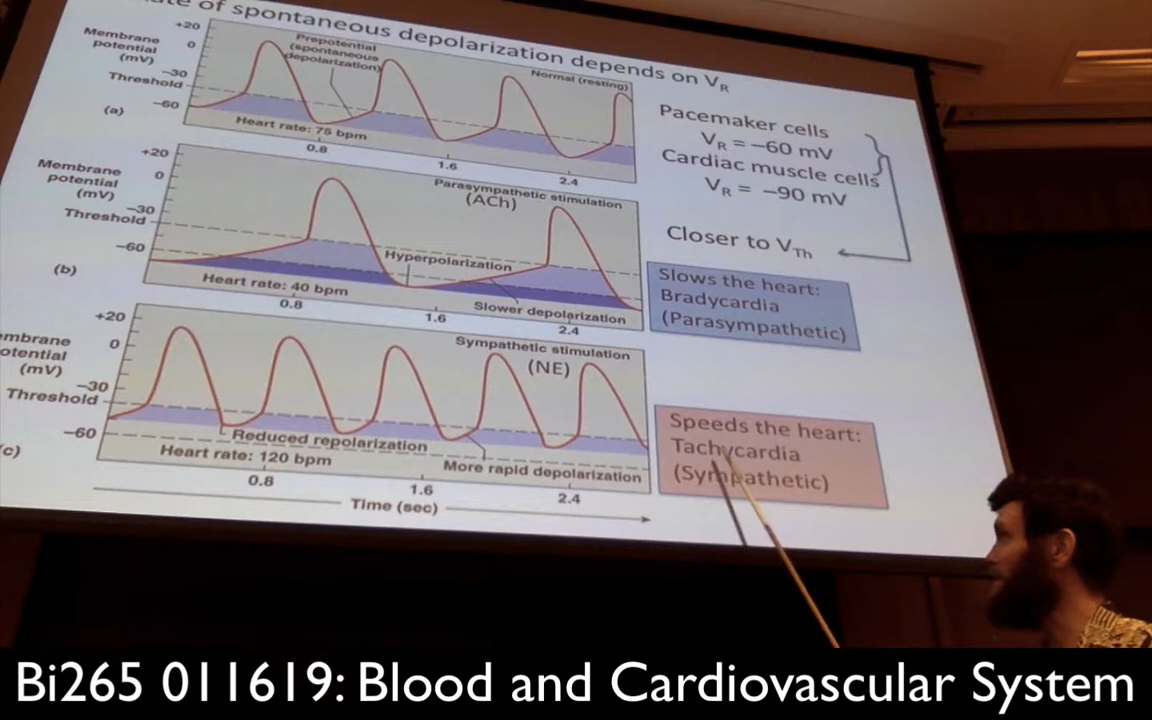 of spontaneous depolarization depends on VR
+20
Membrane
potential
(mV)
0
−30
Threshold
−60
(a)
Prepotential
(spontaneous
depolarization)
Normal (resting)
Heart rate: 75 bpm
0.8
1.6
2.4
Pacemaker cells
VR = −60 mV
Cardiac muscle cells
VR = −90 mV
Closer to VTh
+20
Membrane
potential
(mV)
0
−30
Threshold
−60
(b)
Parasympathetic stimulation
(ACh)
Hyperpolarization
Heart rate: 40 bpm
Slower depolarization
0.8
1.6
2.4
Slows the heart:
Bradycardia
(Parasympathetic)
+20
mbrane
otential
(mV)
0
−30
Threshold
−60
c)
Sympathetic stimulation
(NE)
Reduced repolarization
Heart rate: 120 bpm
More rapid depolarization
0.8
1.6
2.4
Time (sec)
Speeds the heart:
Tachycardia
(Sympathetic)
Bi265 011619: Blood and Cardiovascular System